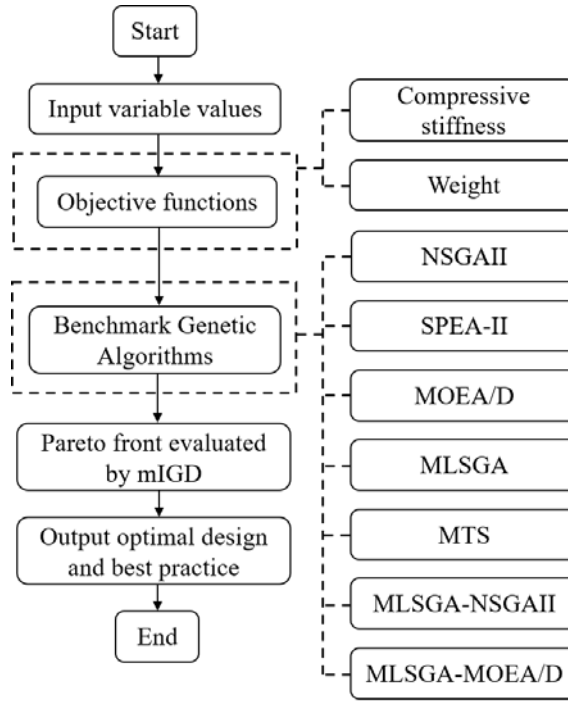 Start
Input variable values
Objective functions
Benchmark Genetic
Algorithms
Pareto front evaluated
by mIGD
Output optimal design
and best practice
End
Compressive
stiffness
Weight
NSGAII
SPEA-II
MOEA/D
MLSGA
MTS
MLSGA-NSGAII
MLSGA-MOEA/D